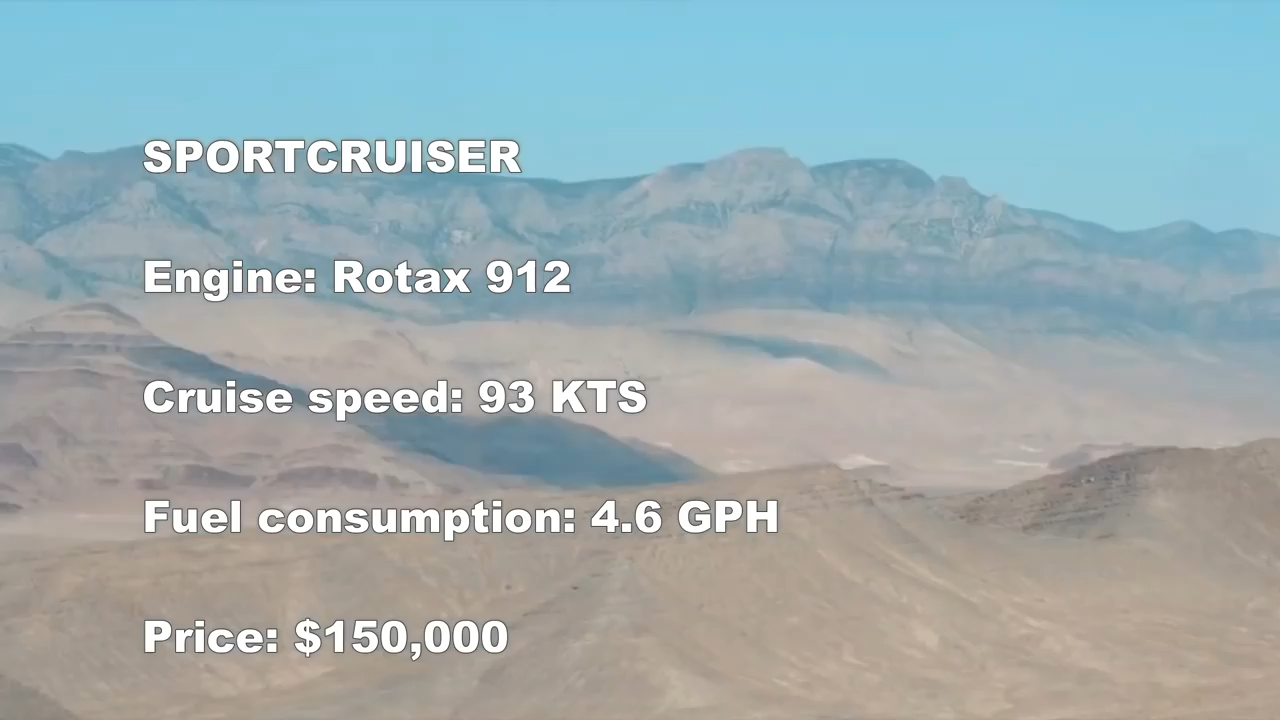 SPORTCRUISER
Engine: Rotax 912
Cruise speed: 93 KTS
Fuel consumption: 4.6 GPH
Price: $150,000